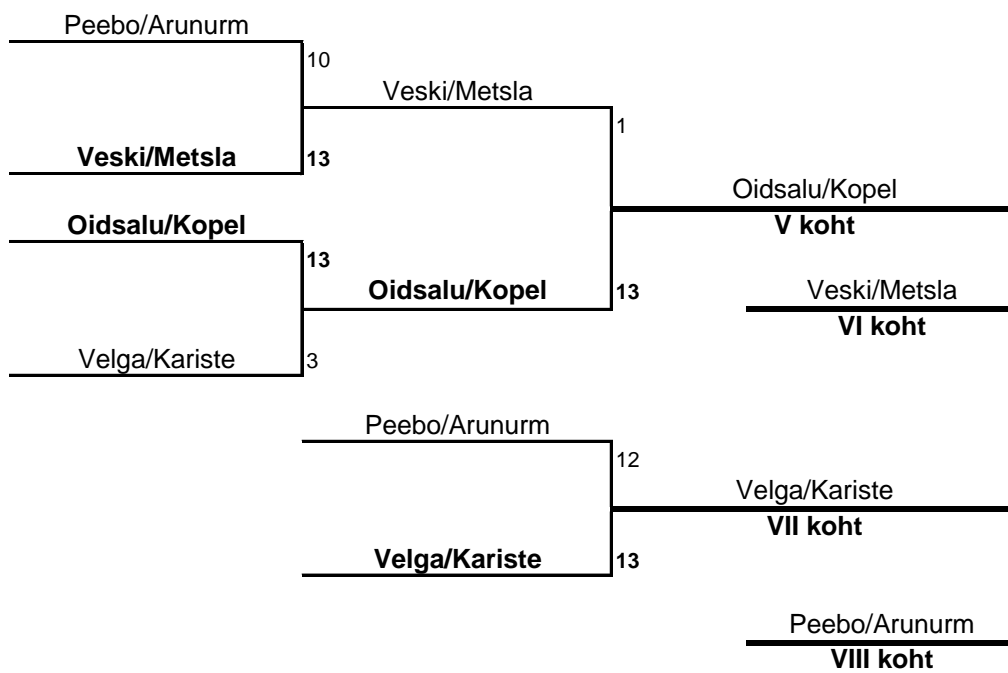 Peebo/Arunurm
10
Veski/Metsla
1
Veski/Metsla
13
Oidsalu/Kopel
V koht
Oidsalu/Kopel
13
Oidsalu/Kopel
13
Veski/Metsla
VI koht
Velga/Kariste
3
Peebo/Arunurm
12
Velga/Kariste
VII koht
Velga/Kariste
13
Peebo/Arunurm
VIII koht